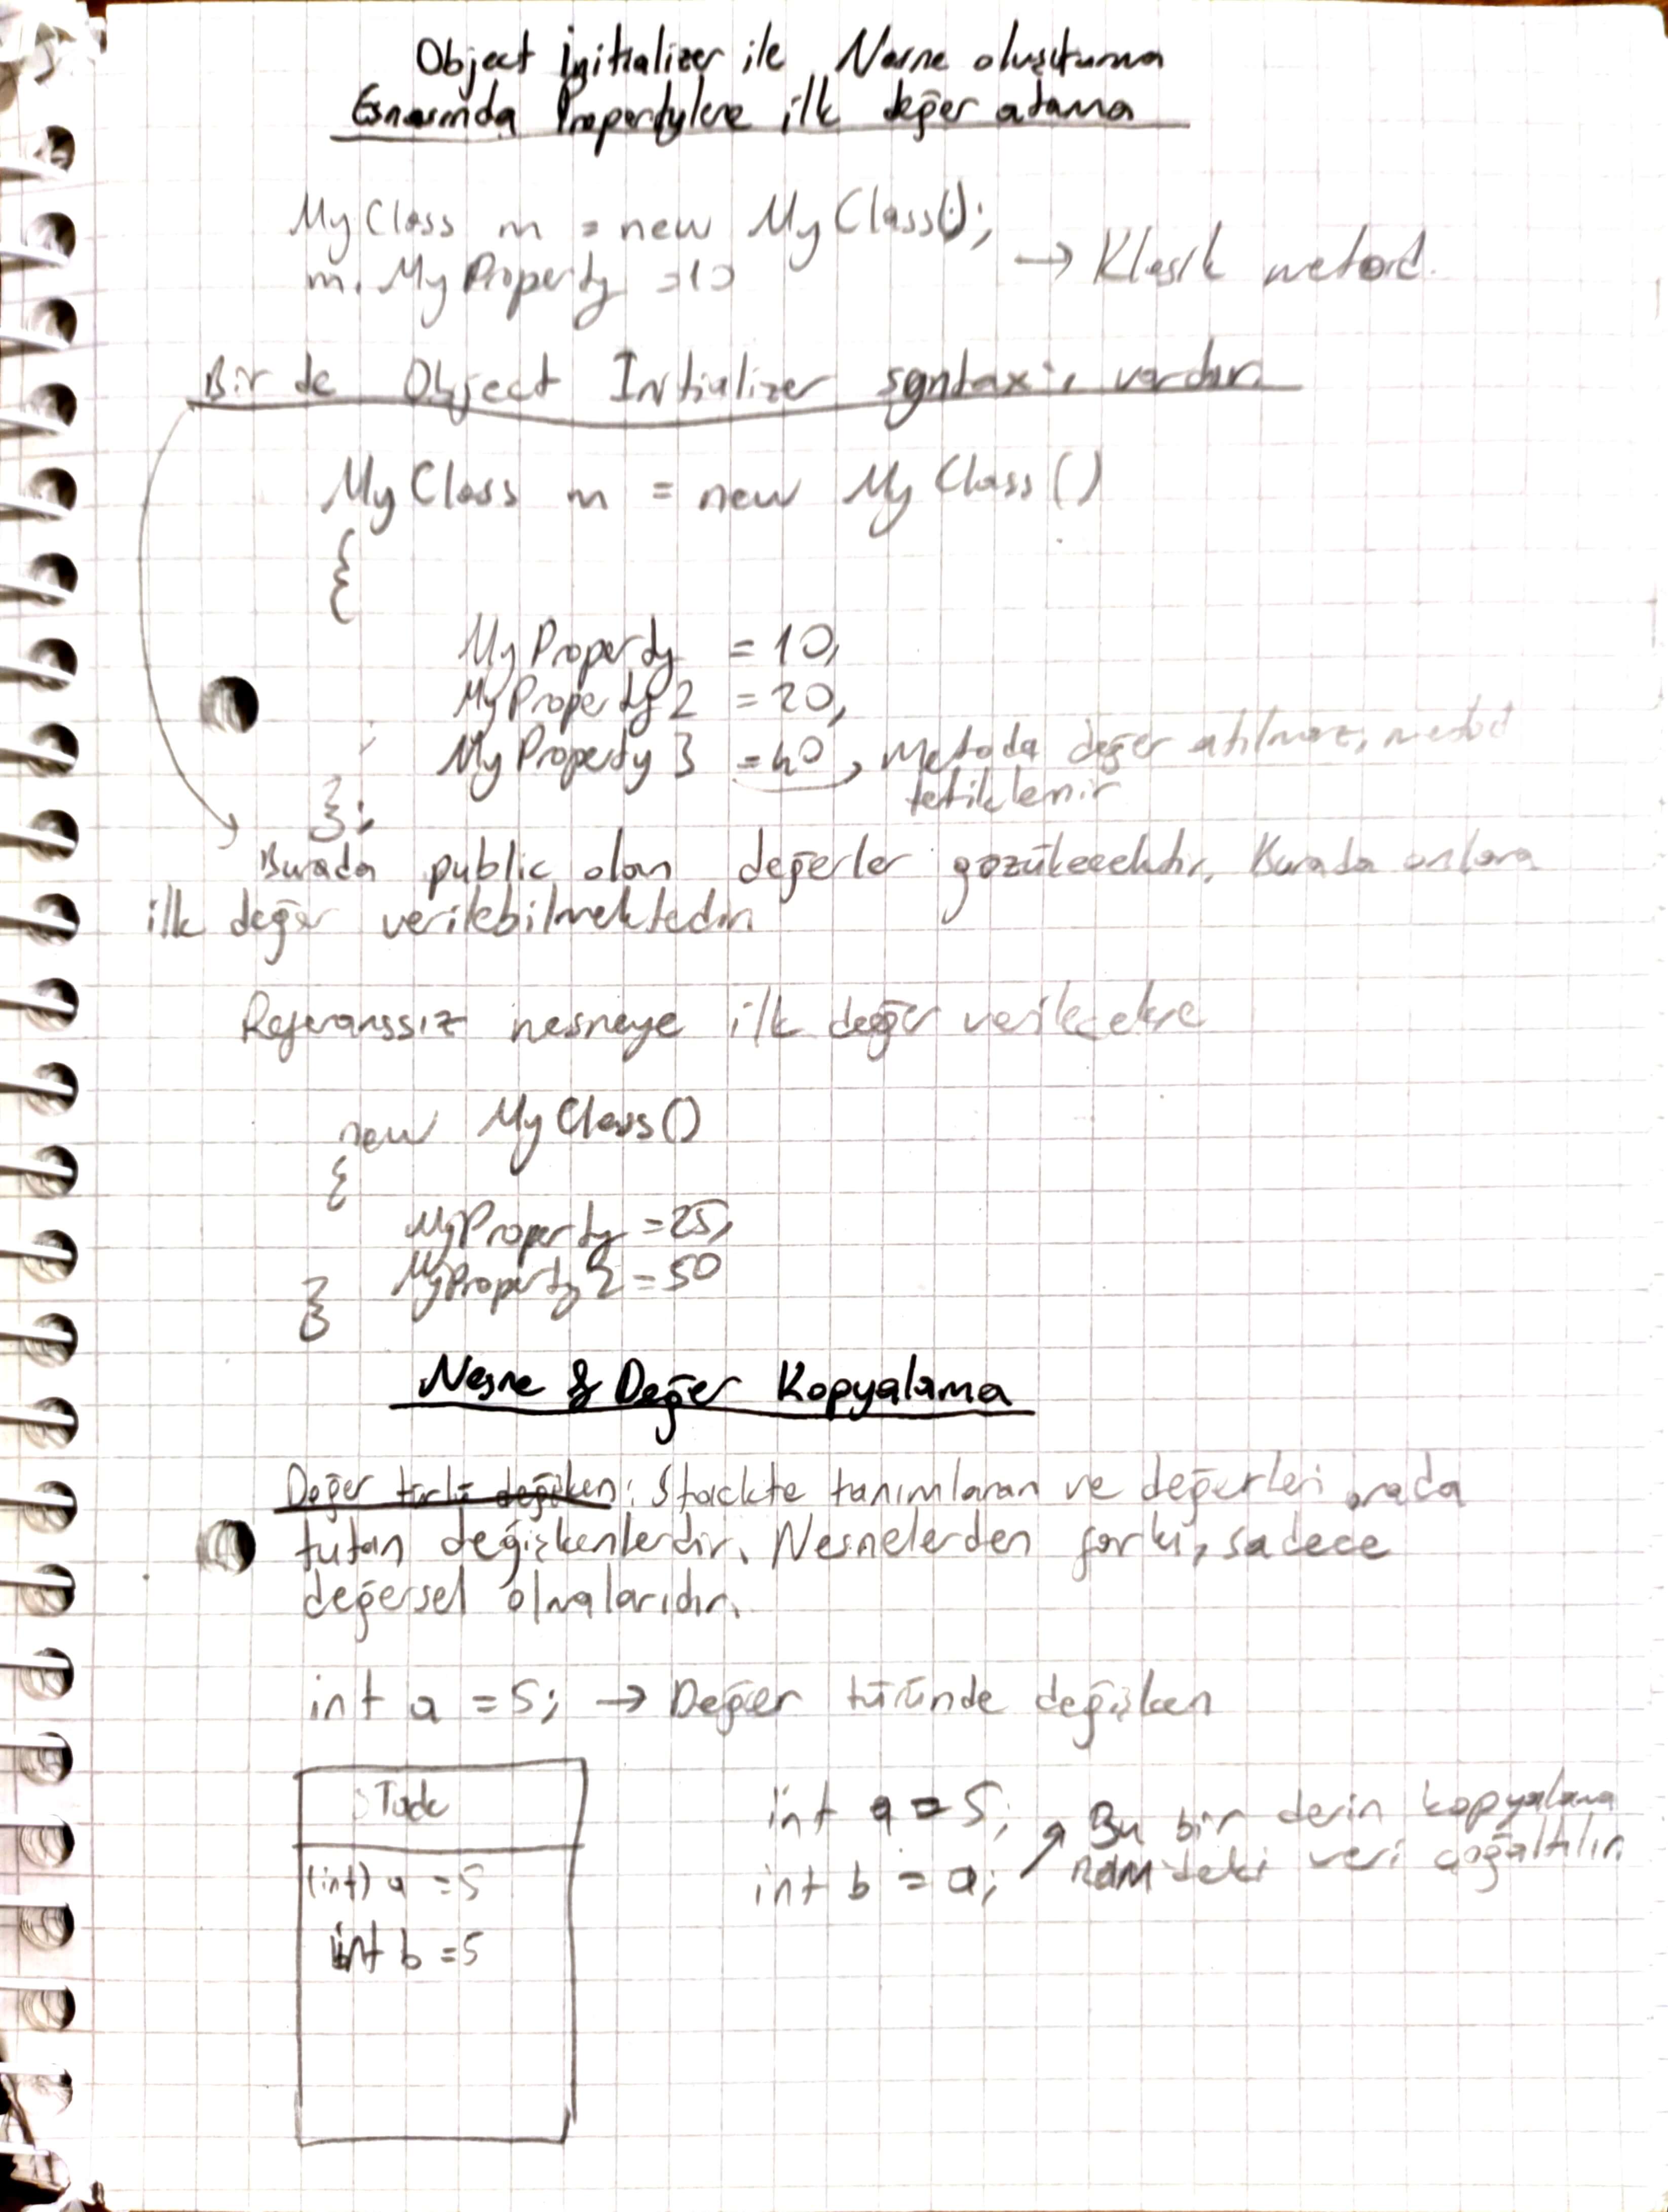 Object initializer ile Nesne oluşturma
Esnasında Propertylere ilk değer atama
MyClass m = new MyClass();
m.MyProperty =10
→ Klasik metod.
Bir de Object Initializer syntax'ı vardır.
MyClass m = new MyClass()
{
MyProperty = 10,
MyProperty2 = 20,
MyProperty3 = 40, Metoda değer atılmaz, metod
tetiklenir
};
Burada public olan değerler gözükecektir. Burada onlara
ilk değer verilebilmektedir.
Referanssız nesneye ilk değer verilecekse
new MyClass()
{
MyProperty = 25,
MyProperty2 = 50
}
Nesne & Değer Kopyalama
Değer türlü değişken: Stackte tanımlanan ve değerleri orada
tutan değişkenlerdir. Nesnelerden farkı, sadece
değersel olmalarıdır.
int a = 5; → Değer türünde değişken
Stack
(int) a = 5
int b = 5
int a = 5;
int b = a;
→ Bu bir derin kopyalama
RAM'deki veri çoğaltılır.